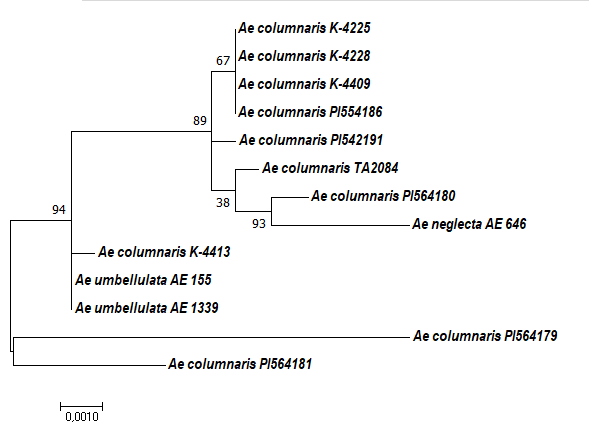 Ae columnaris K-4225
Ae columnaris K-4228
67
Ae columnaris K-4409
Ae columnaris PI554186
89
Ae columnaris PI542191
Ae columnaris TA2084
Ae columnaris PI564180
38
94
93
Ae neglecta AE 646
Ae columnaris K-4413
Ae umbellulata AE 155
Ae umbellulata AE 1339
Ae columnaris PI564179
Ae columnaris PI564181
0,0010